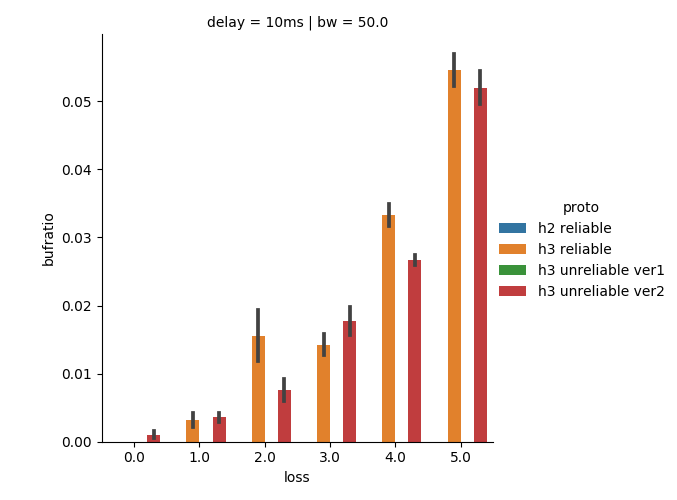 delay = 10ms | bw = 50.0
bufratio
0.05
0.04
0.03
0.02
0.01
0.00
0.0 1.0 2.0 3.0 4.0 5.0
loss
proto
h2 reliable
h3 reliable
h3 unreliable ver1
h3 unreliable ver2